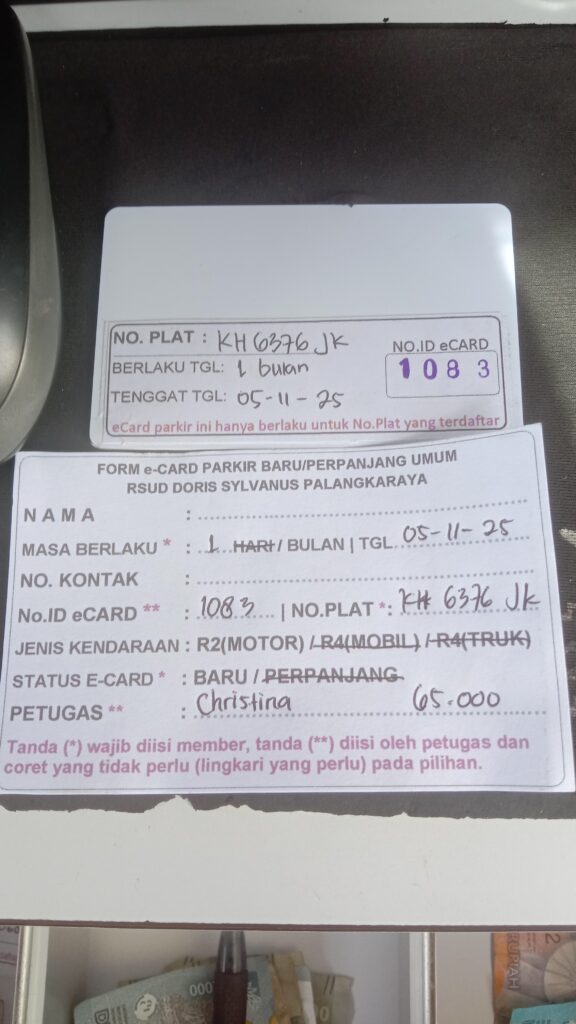 NO. PLAT : KH 6376 JK
NO.ID eCARD
BERLAKU TGL: 1 bulan
1083
TENGGAT TGL: 05-11-25
eCard parkir ini hanya berlaku untuk No.Plat yang terdaftar
FORM e-CARD PARKIR BARU/PERPANJANG UMUM
RSUD DORIS SYLVANUS PALANGKARAYA
NAMA :
MASA BERLAKU * : 1 HARI / BULAN | TGL 05-11-25
NO. KONTAK :
No.ID eCARD ** : 1083 | NO.PLAT *: KH 6376 JK
JENIS KENDARAAN : R2(MOTOR) / R4(MOBIL) / R4(TRUK)
STATUS E-CARD * : BARU / PERPANJANG
PETUGAS ** : Christina 65.000
Tanda (*) wajib diisi member, tanda (**) diisi oleh petugas dan
coret yang tidak perlu (lingkari yang perlu) pada pilihan.
RUPIAH